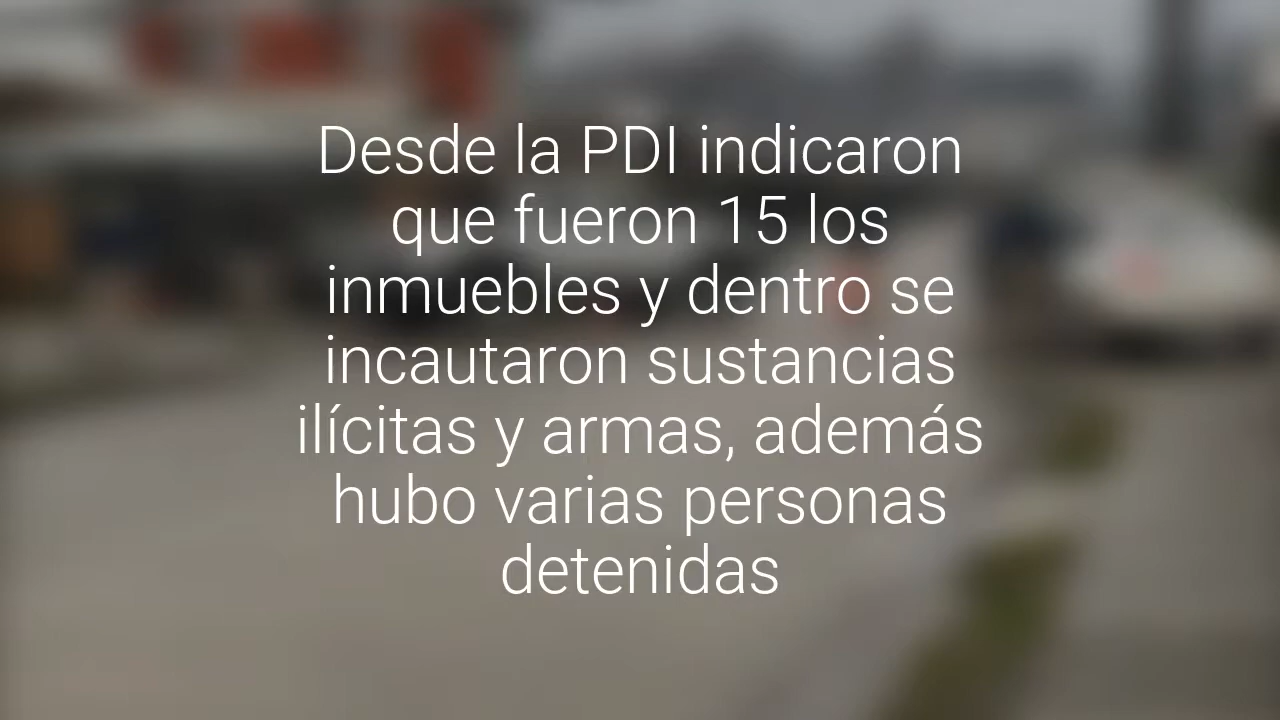 Desde la PDI indicaron
que fueron 15 los
inmuebles y dentro se
incautaron sustancias
ilícitas y armas, además
hubo varias personas
detenidas